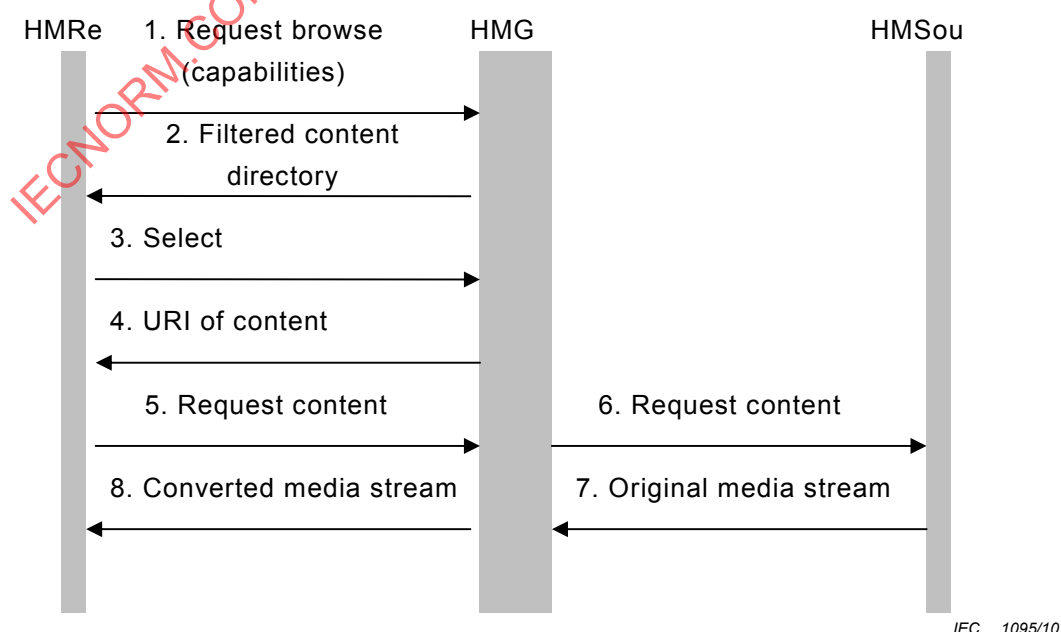 HMRe
1. Request browse
(capabilities)
HMG
HMSou
2. Filtered content
directory
3. Select
4. URI of content
5. Request content
6. Request content
8. Converted media stream
7. Original media stream
IECNORM.CO
IEC 1095/10